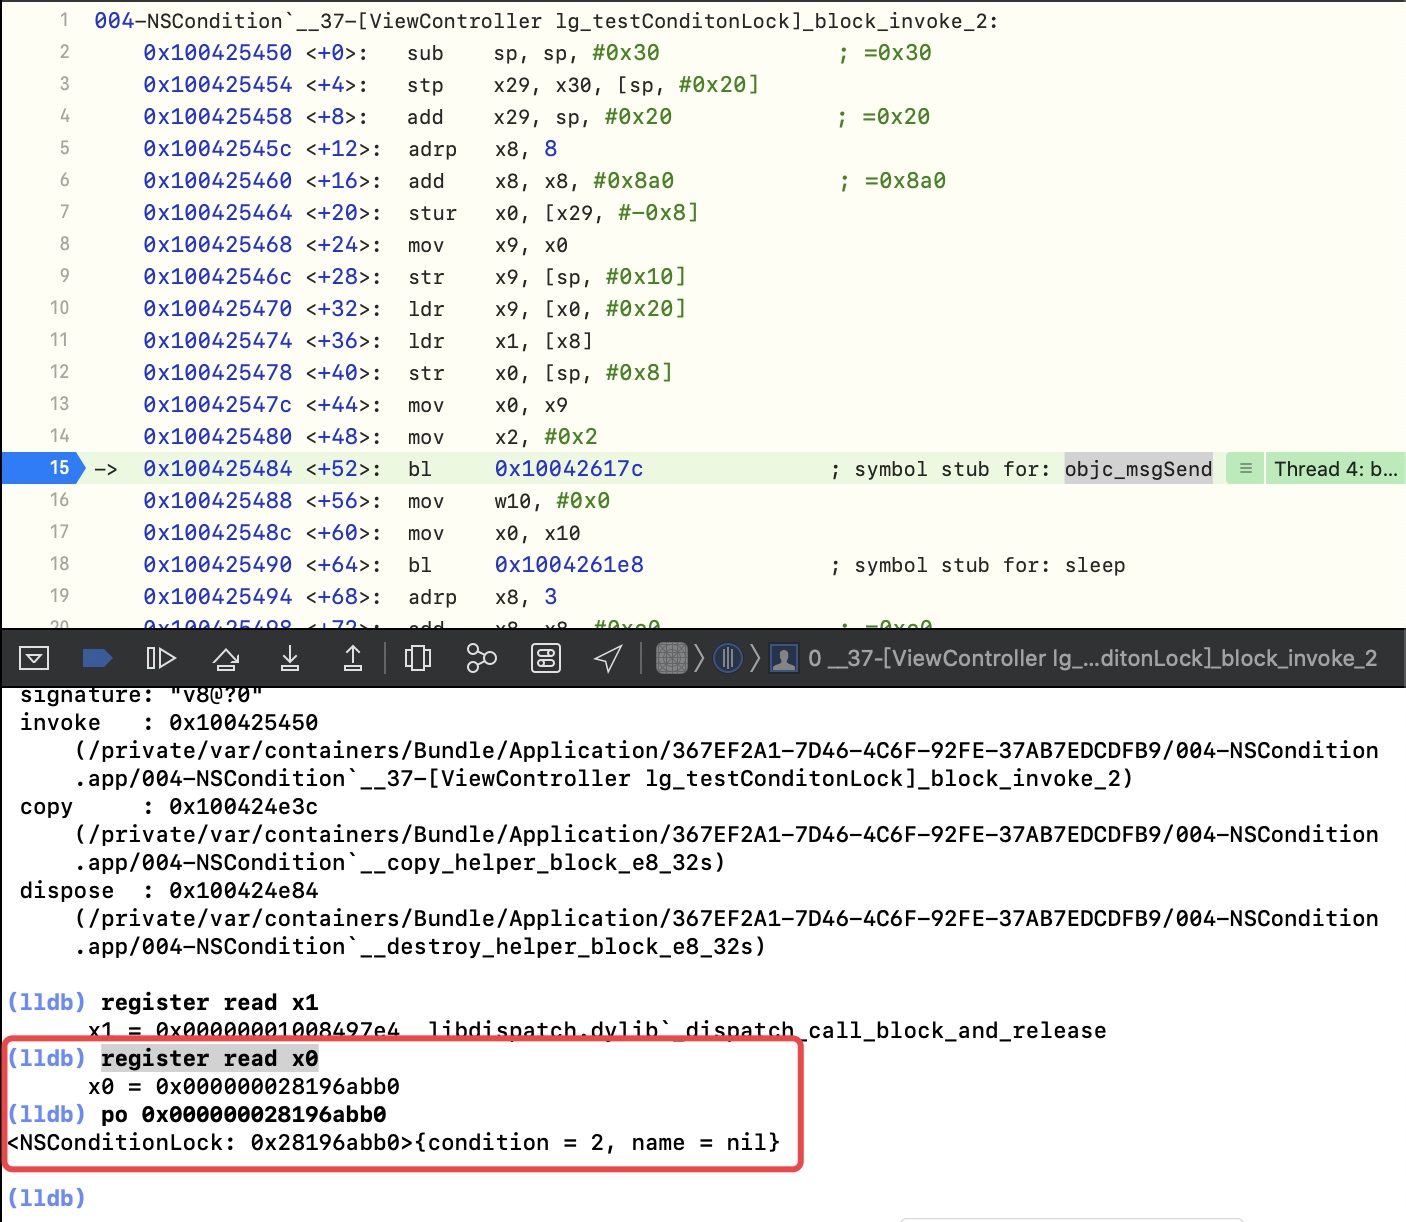 1 004-NSCondition`__37-[ViewController lg_testConditonLock]_block_invoke_2:
2 0x100425450 <+0>: sub sp, sp, #0x30 ; =0x30
3 0x100425454 <+4>: stp x29, x30, [sp, #0x20]
4 0x100425458 <+8>: add x29, sp, #0x20 ; =0x20
5 0x10042545c <+12>: adrp x8, 8
6 0x100425460 <+16>: add x8, x8, #0x8a0 ; =0x8a0
7 0x100425464 <+20>: stur x0, [x29, #-0x8]
8 0x100425468 <+24>: mov x9, x0
9 0x10042546c <+28>: str x9, [sp, #0x10]
10 0x100425470 <+32>: ldr x9, [x0, #0x20]
11 0x100425474 <+36>: ldr x1, [x8]
12 0x100425478 <+40>: str x0, [sp, #0x8]
13 0x10042547c <+44>: mov x0, x9
14 0x100425480 <+48>: mov x2, #0x2
15 -> 0x100425484 <+52>: bl 0x10042617c ; symbol stub for: objc_msgSend Thread 4: b...
16 0x100425488 <+56>: mov w10, #0x0
17 0x10042548c <+60>: mov x0, x10
18 0x100425490 <+64>: bl 0x1004261e8 ; symbol stub for: sleep
19 0x100425494 <+68>: adrp x8, 3
20 0x100425498 <+72>: add x8, x8,
0 __37-[ViewController lg_...ditonLock]_block_invoke_2
signature: "v8@?0"
invoke : 0x100425450
(/private/var/containers/Bundle/Application/367EF2A1-7D46-4C6F-92FE-37AB7EDCDFB9/004-NSCondition
.app/004-NSCondition`__37-[ViewController lg_testConditonLock]_block_invoke_2)
copy : 0x100424e3c
(/private/var/containers/Bundle/Application/367EF2A1-7D46-4C6F-92FE-37AB7EDCDFB9/004-NSCondition
.app/004-NSCondition`__copy_helper_block_e8_32s)
dispose : 0x100424e84
(/private/var/containers/Bundle/Application/367EF2A1-7D46-4C6F-92FE-37AB7EDCDFB9/004-NSCondition
.app/004-NSCondition`__destroy_helper_block_e8_32s)
(lldb) register read x1
x1 = 0x00000001008497e4 libdispatch.dylib`_dispatch_call_block_and_release
(lldb) register read x0
x0 = 0x000000028196abb0
(lldb) po 0x000000028196abb0
<NSConditionLock: 0x28196abb0>{condition = 2, name = nil}
(lldb)